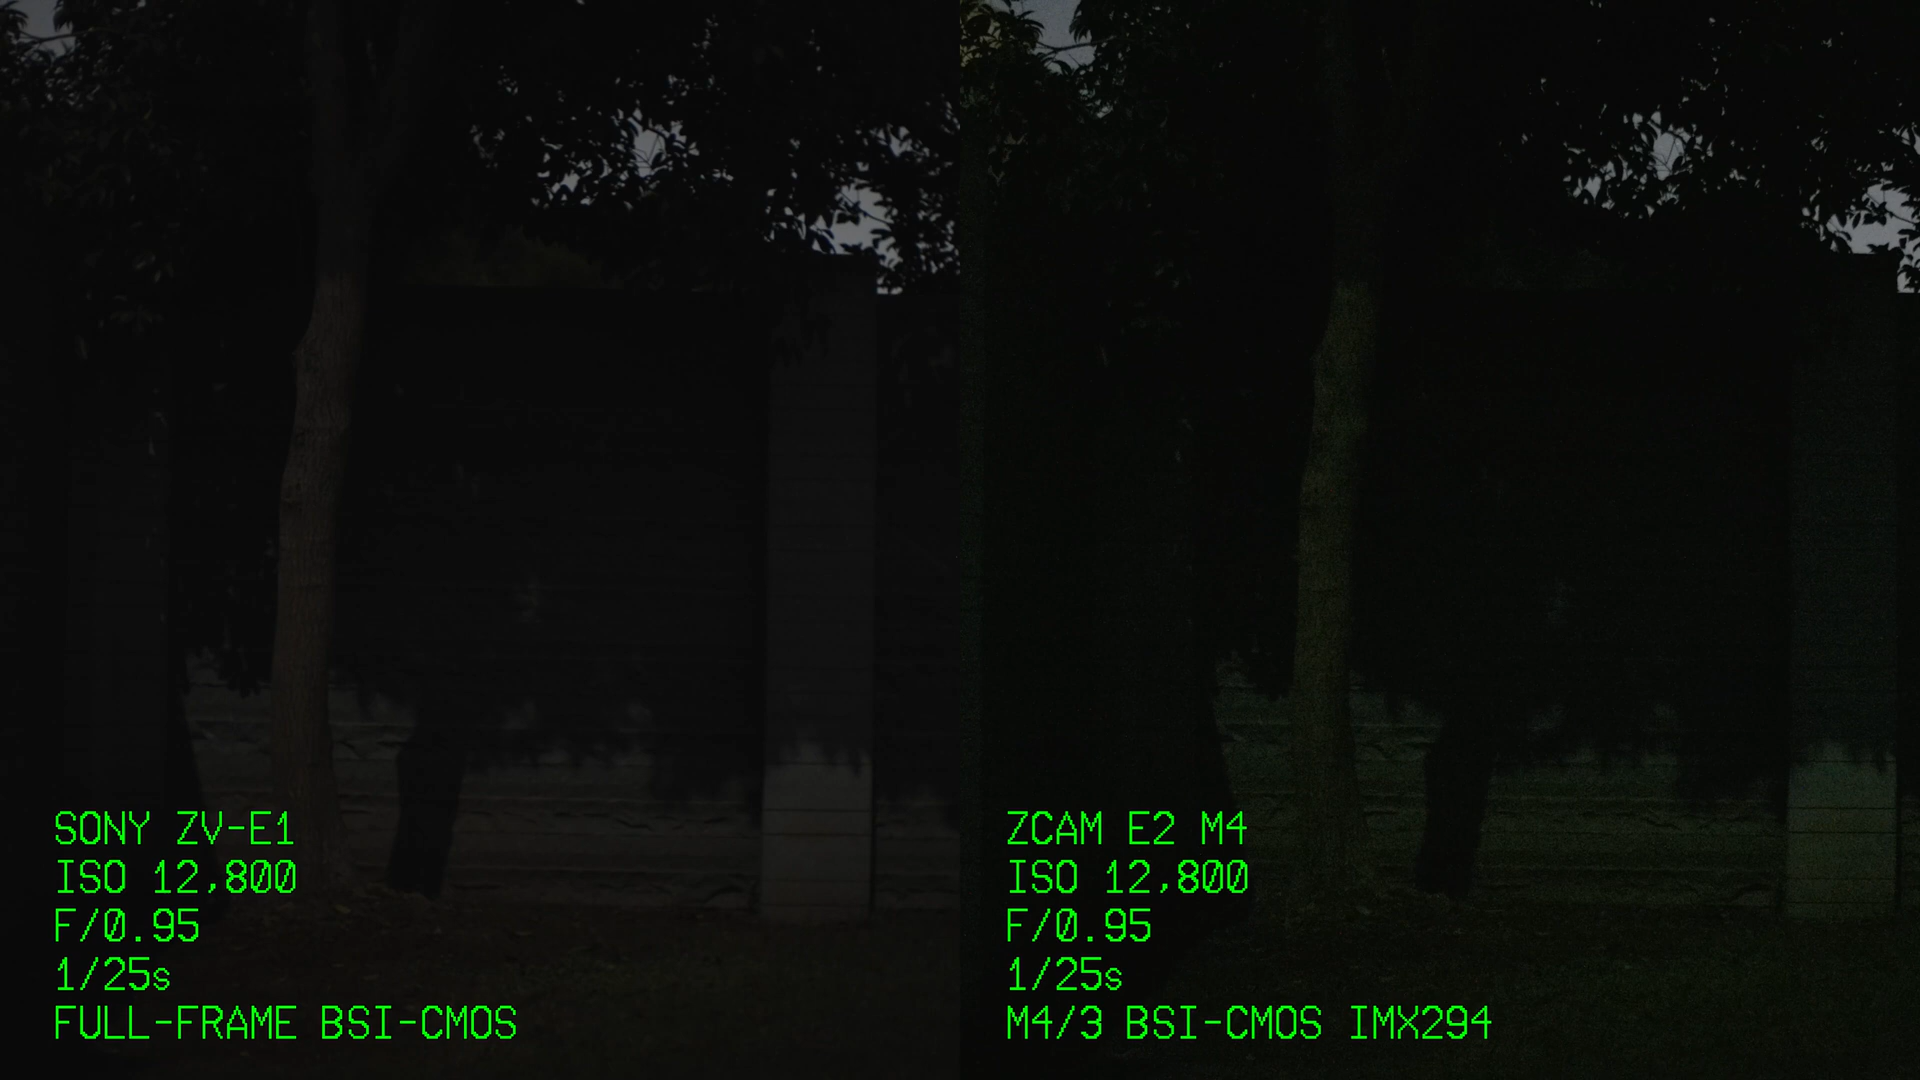 SONY ZV-E1
ISO 12,800
F/0.95
1/25s
FULL-FRAME BSI-CMOS
ZCAM E2 M4
ISO 12,800
F/0.95
1/25s
M4/3 BSI-CMOS IMX294